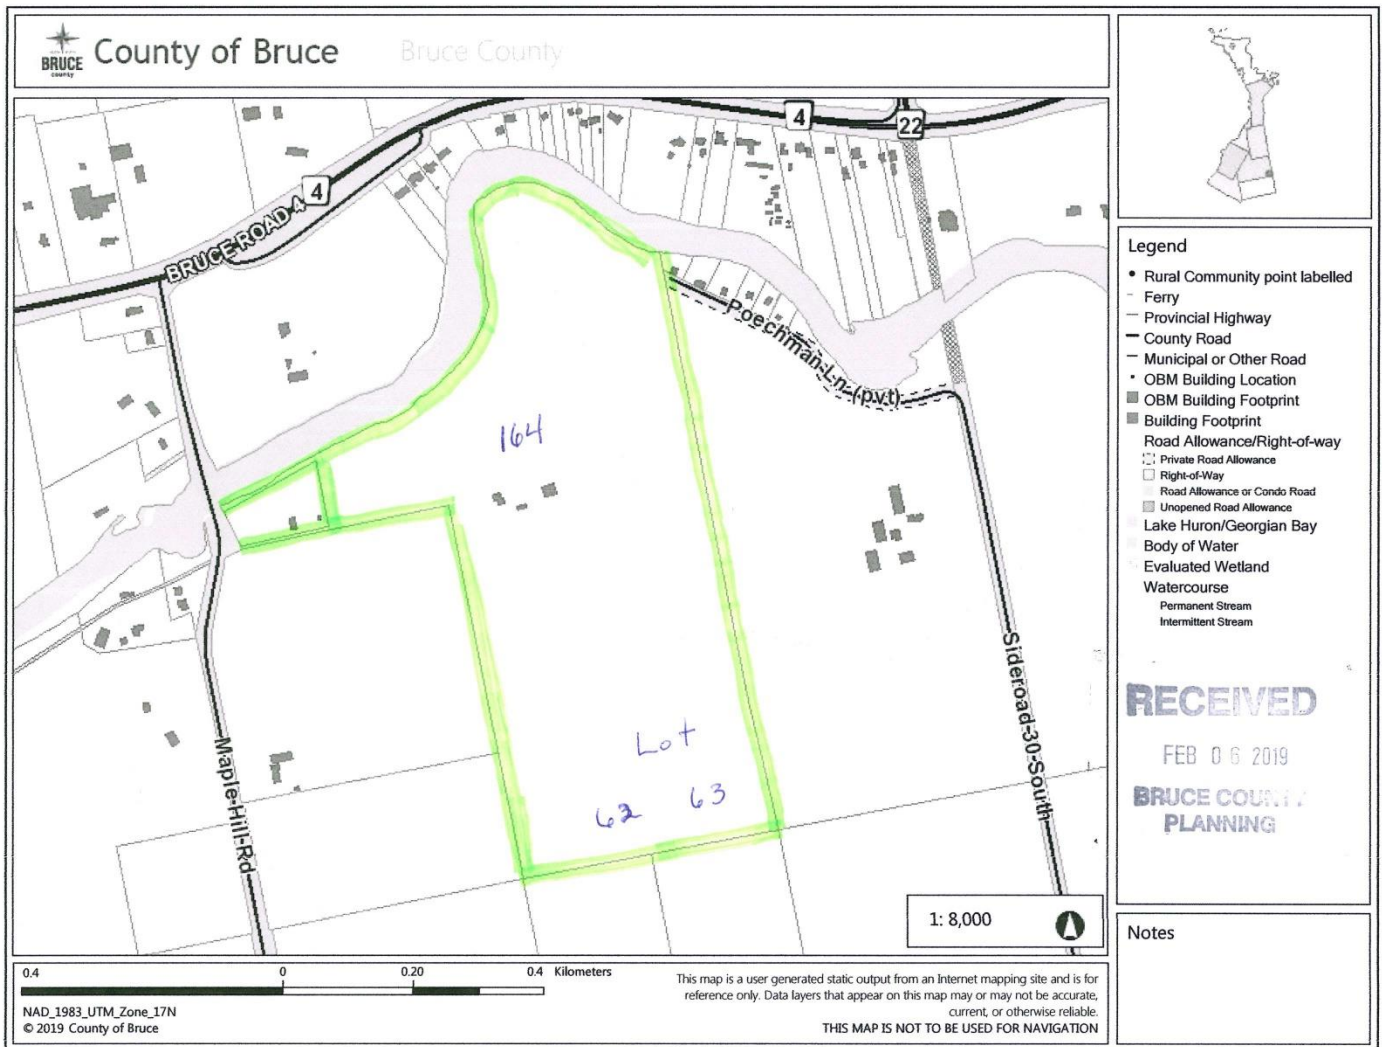 BRUCE
county
County of Bruce
Bruce County
4
22
4
BRUCE ROAD 4
Poechman Ln (pvt)
164
Sideroad 30 South
Maple Hill Rd
Lot
62 63
1: 8,000
Legend
Rural Community point labelled
Ferry
Provincial Highway
County Road
Municipal or Other Road
OBM Building Location
OBM Building Footprint
Building Footprint
Road Allowance/Right-of-way
Private Road Allowance
Right-of-Way
Road Allowance or Condo Road
Unopened Road Allowance
Lake Huron/Georgian Bay
Body of Water
Evaluated Wetland
Watercourse
Permanent Stream
Intermittent Stream
RECEIVED
FEB 06 2019
BRUCE COUNTY
PLANNING
Notes
0.4 0 0.20 0.4 Kilometers
NAD_1983_UTM_Zone_17N
© 2019 County of Bruce
This map is a user generated static output from an Internet mapping site and is for
reference only. Data layers that appear on this map may or may not be accurate,
current, or otherwise reliable.
THIS MAP IS NOT TO BE USED FOR NAVIGATION